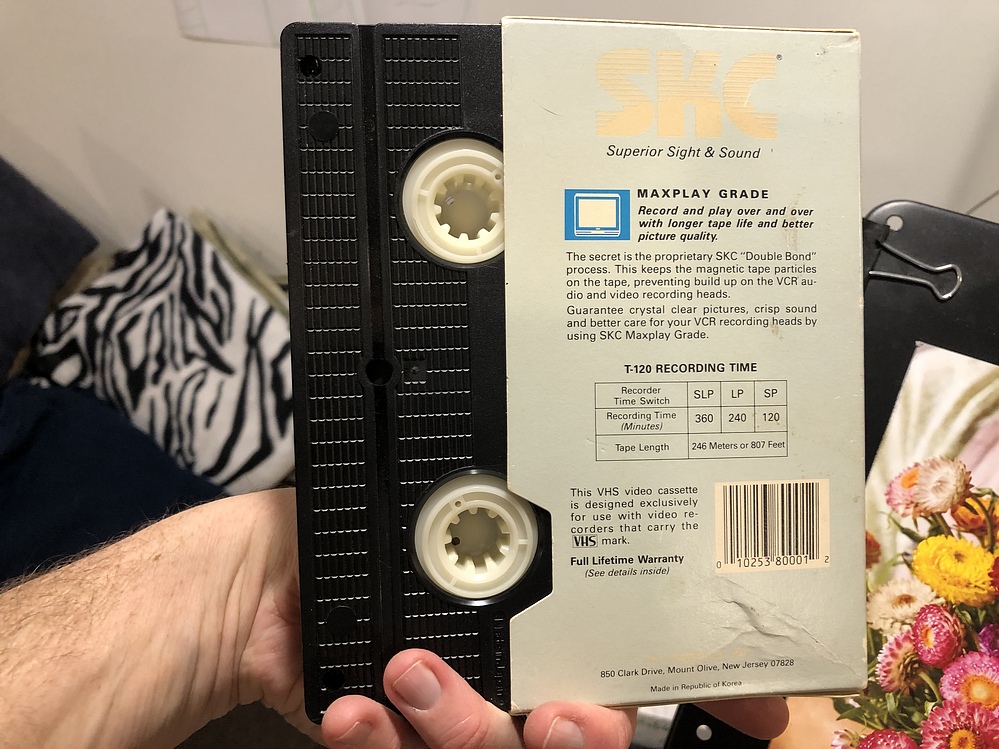 SKC®
Superior Sight & Sound
MAXPLAY GRADE
Record and play over and over
with longer tape life and better
picture quality.
The secret is the proprietary SKC "Double Bond"
process. This keeps the magnetic tape particles
on the tape, preventing build up on the VCR au-
dio and video recording heads.
Guarantee crystal clear pictures, crisp sound
and better care for your VCR recording heads by
using SKC Maxplay Grade.
T-120 RECORDING TIME
Recorder Time Switch SLP LP SP
Recording Time (Minutes) 360 240 120
Tape Length 246 Meters or 807 Feet
This VHS video cassette
is designed exclusively
for use with video re-
corders that carry the
VHS mark.
Full Lifetime Warranty
(See details inside)
0 10253 80001 2
850 Clark Drive, Mount Olive, New Jersey 07828
Made in Republic of Korea